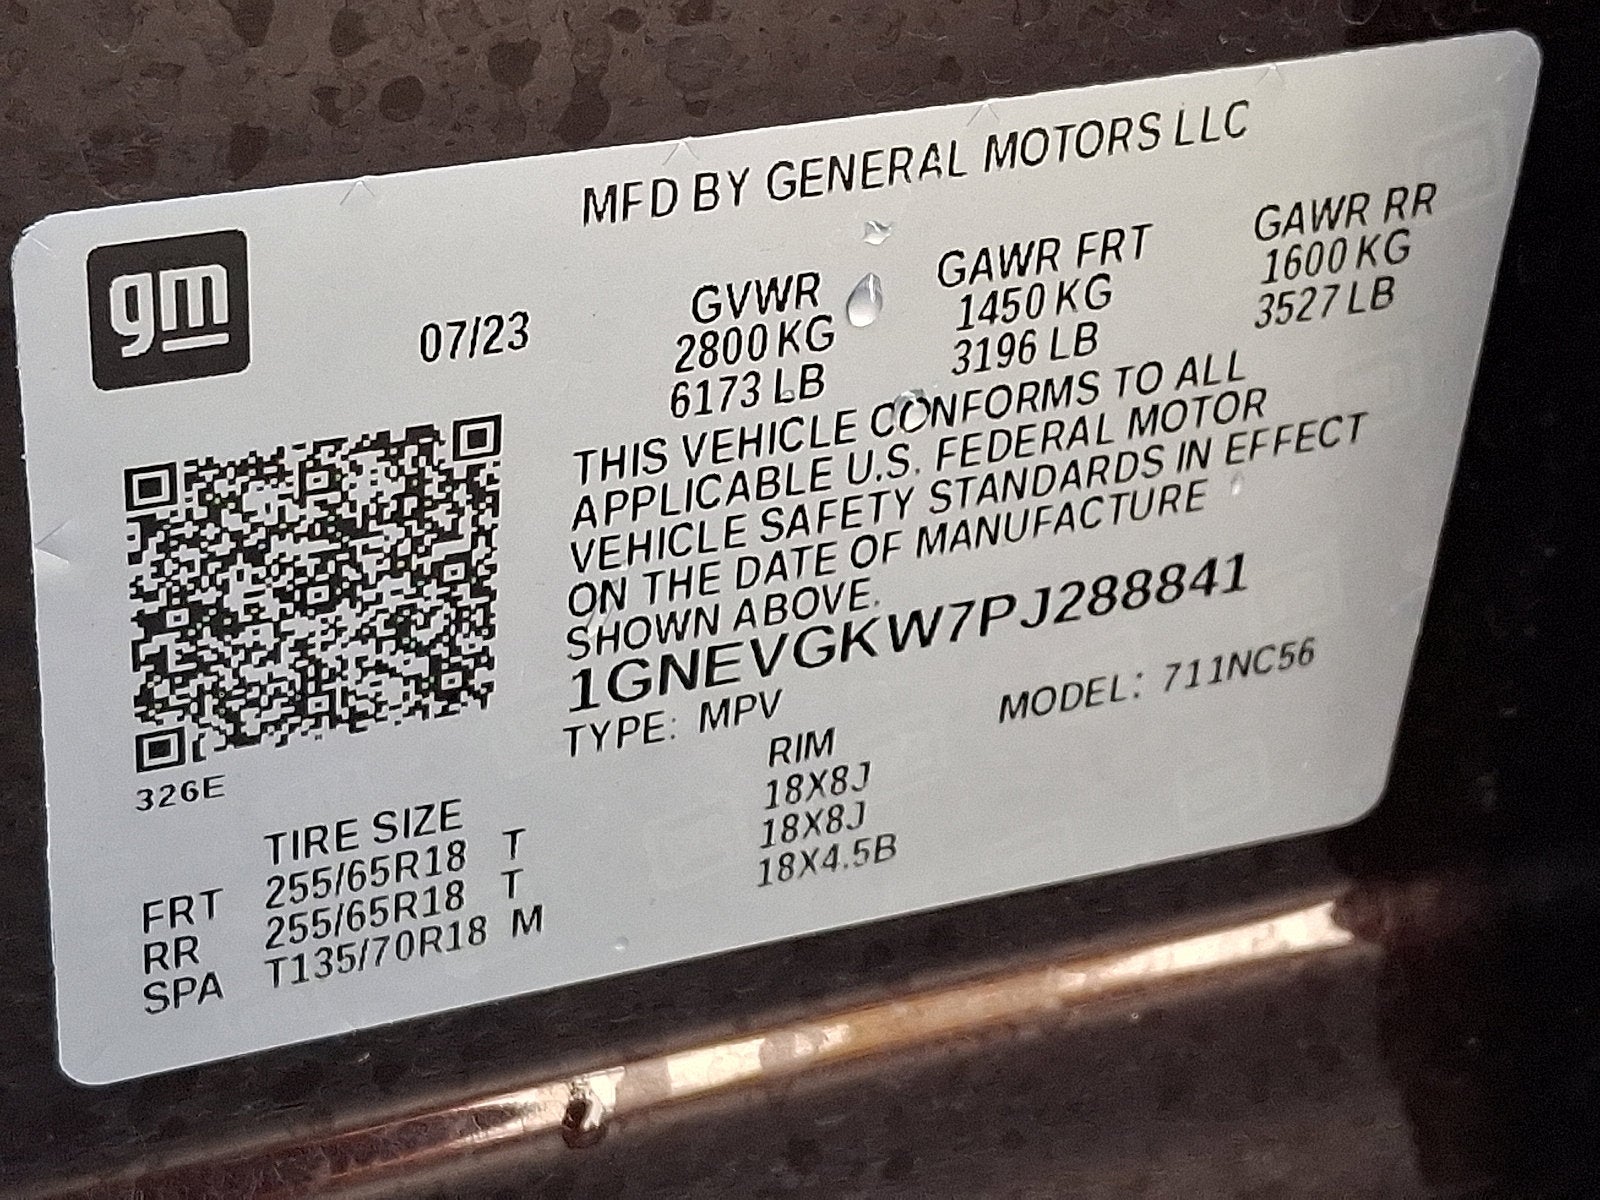 MFD BY GENERAL MOTORS LLC
gm
07/23
GVWR GAWR FRT GAWR RR
2800 KG 1450 KG 1600 KG
6173 LB 3196 LB 3527 LB
THIS VEHICLE CONFORMS TO ALL
APPLICABLE U.S. FEDERAL MOTOR
VEHICLE SAFETY STANDARDS IN EFFECT
ON THE DATE OF MANUFACTURE
SHOWN ABOVE.
1GNEVGKW7PJ288841
TYPE: MPV MODEL: 711NC56
326E
TIRE SIZE RIM
FRT 255/65R18 T 18X8J
RR 255/65R18 T 18X8J
SPA T135/70R18 M 18X4.5B